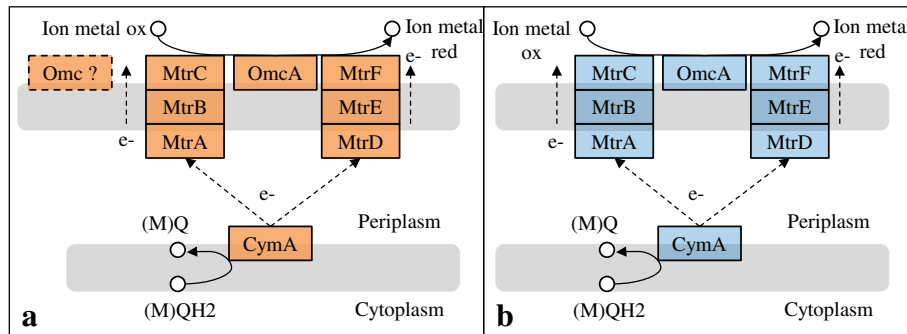 Ion metal ox
Ion metal
red
e-
Omc ?
MtrC
OmcA
MtrF
MtrB
MtrE
e-
MtrA
MtrD
e-
(M)Q
Periplasm
CymA
(M)QH2
Cytoplasm
a
Ion metal
ox
Ion metal
red
e-
MtrC
OmcA
MtrF
MtrB
MtrE
e-
MtrA
MtrD
e-
(M)Q
Periplasm
CymA
(M)QH2
Cytoplasm
b